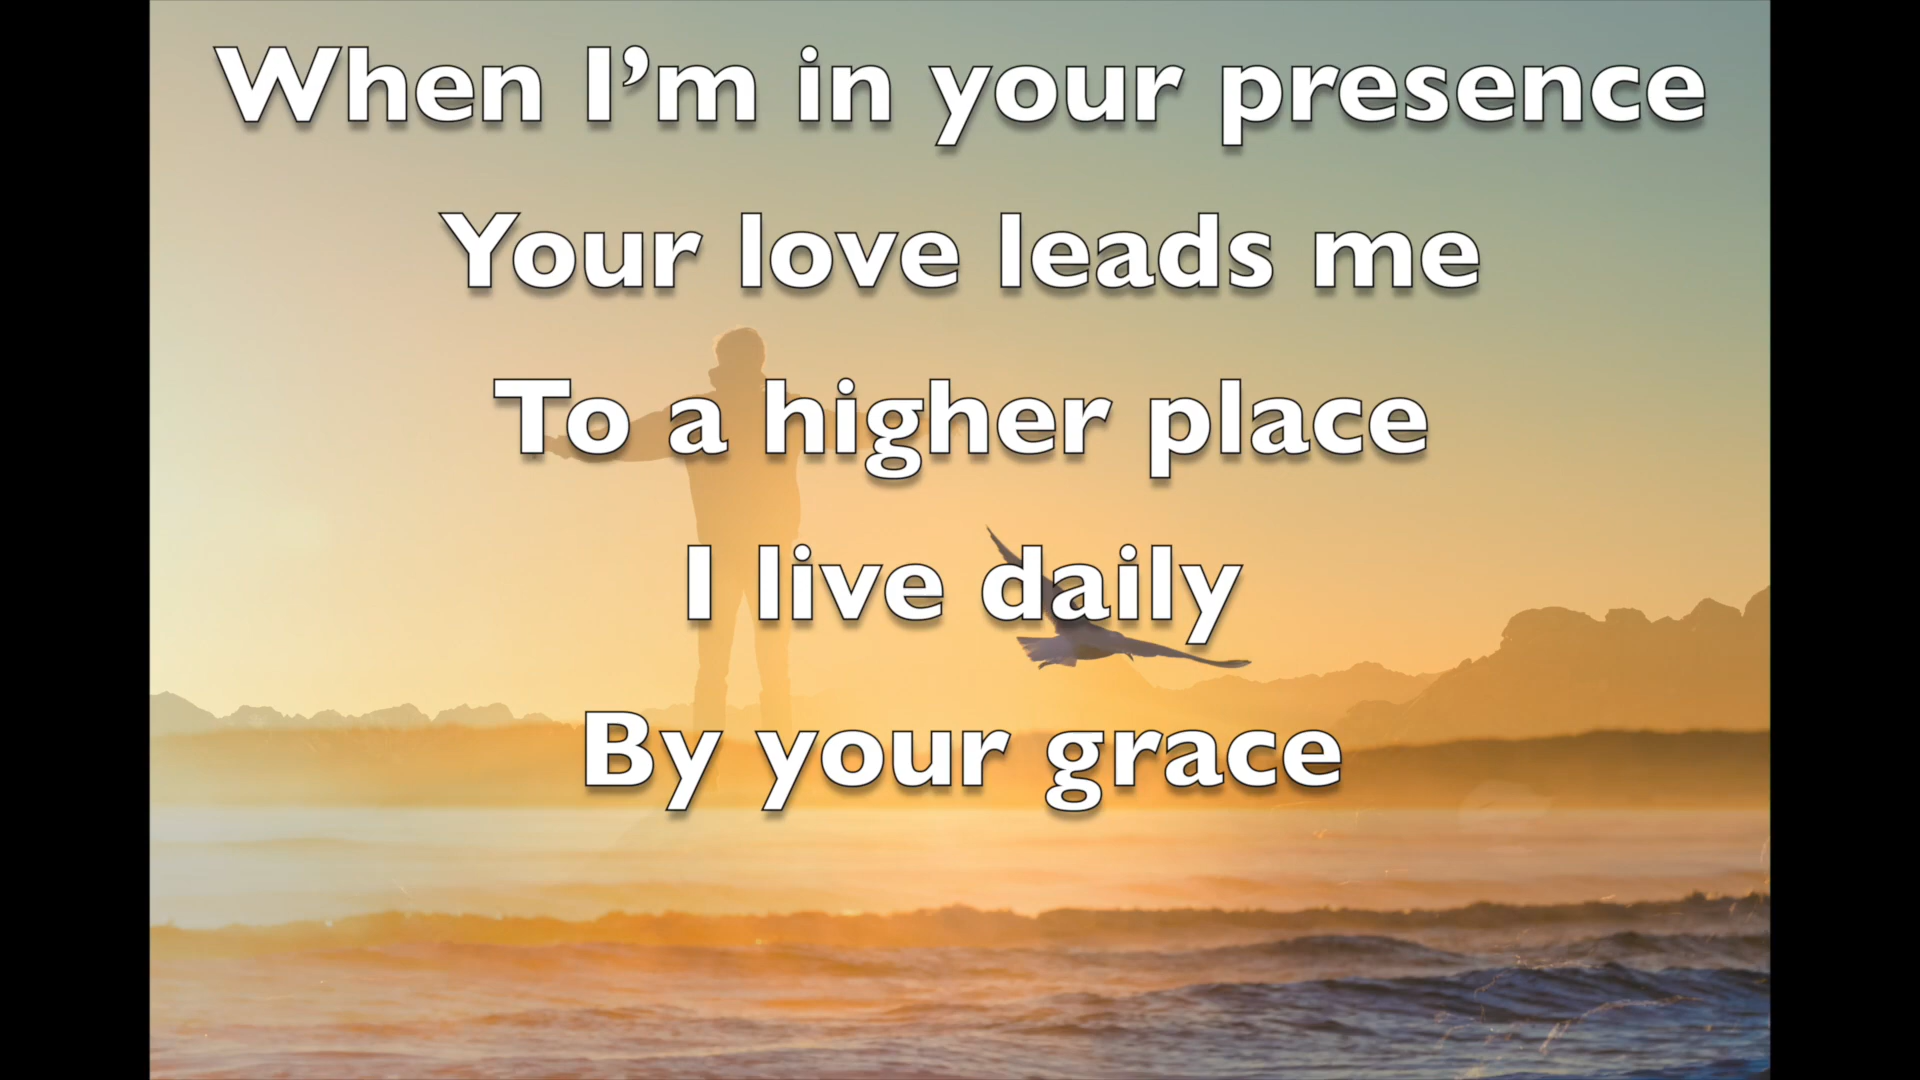 When I’m in your presence
Your love leads me
To a higher place
I live daily
By your grace